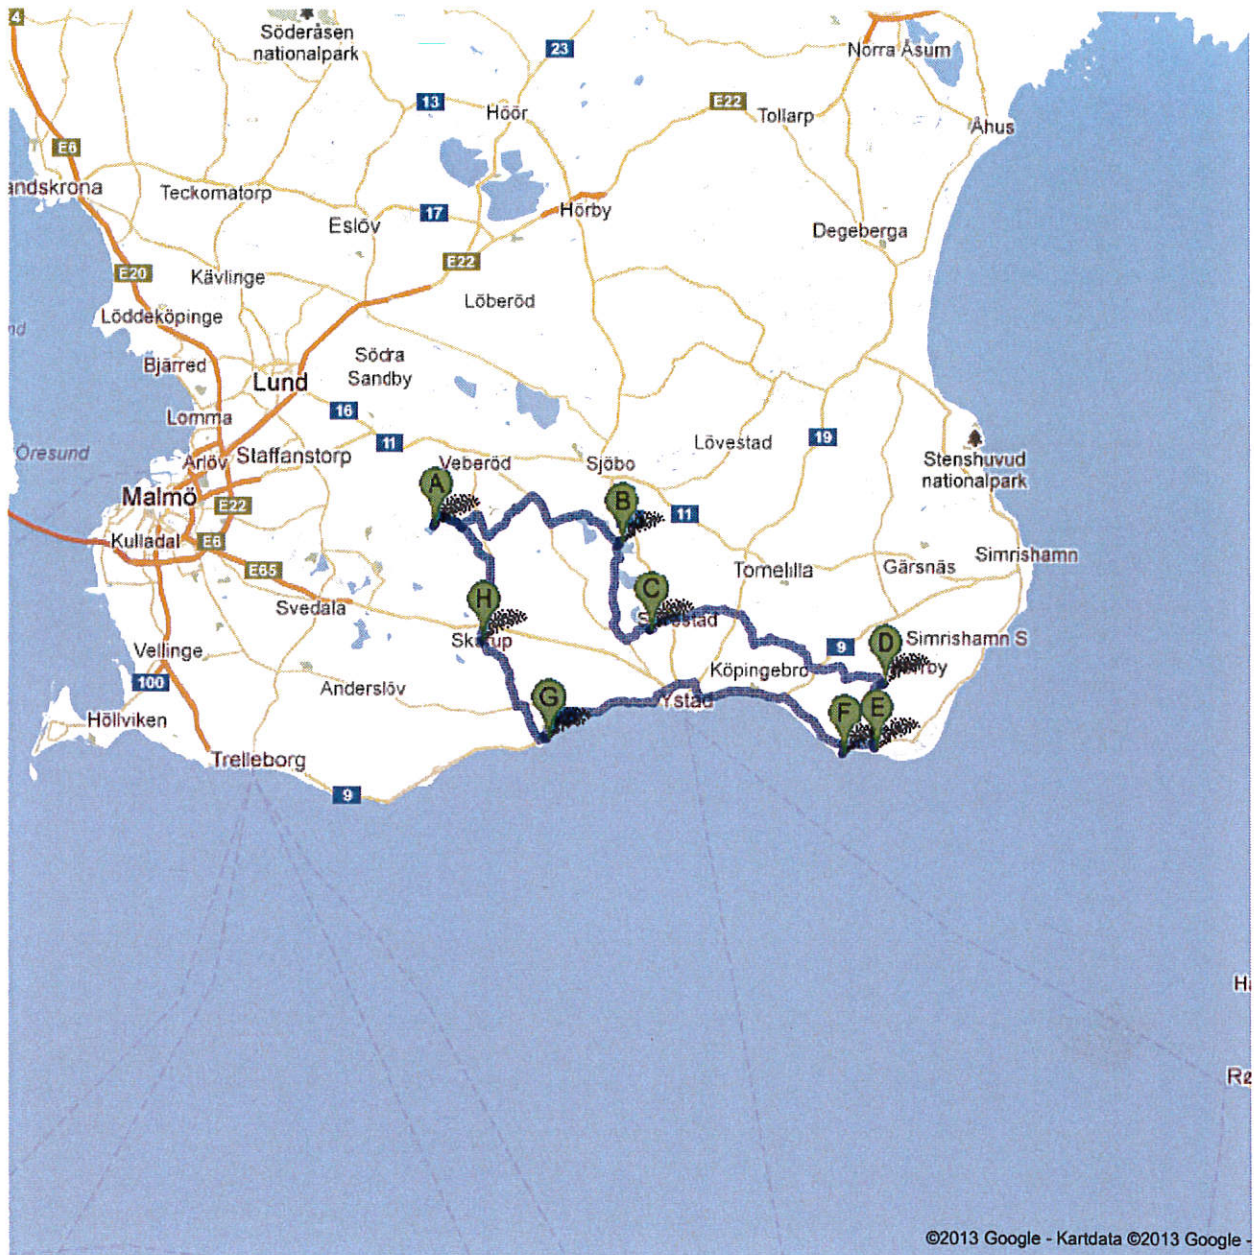 4
Söderåsen
nationalpark
23
Norra Åsum
13
Höör
E22
Tollarp
Åhus
E6
andskrona
Teckomatorp
Eslöv
17
Hörby
Degeberga
E20
Kävlinge
E22
Löberöd
Löddeköpinge
Bjärred
Södra
Sandby
Lund
16
Lomma
11
Lövestad
19
Öresund
Arlöv
Staffanstorp
Veberöd
Sjöbo
Stenshuvud
nationalpark
Malmö
E22
A
B
11
Kulladal
E6
E65
Tomelilla
Gärsnäs
Simrishamn
Svedala
H
C
Skurup
9
D
Simrishamn S
Vellinge
100
Anderslöv
Köpingebro
Höllviken
G
Ystad
F
E
Trelleborg
9
©2013 Google - Kartdata ©2013 Google -